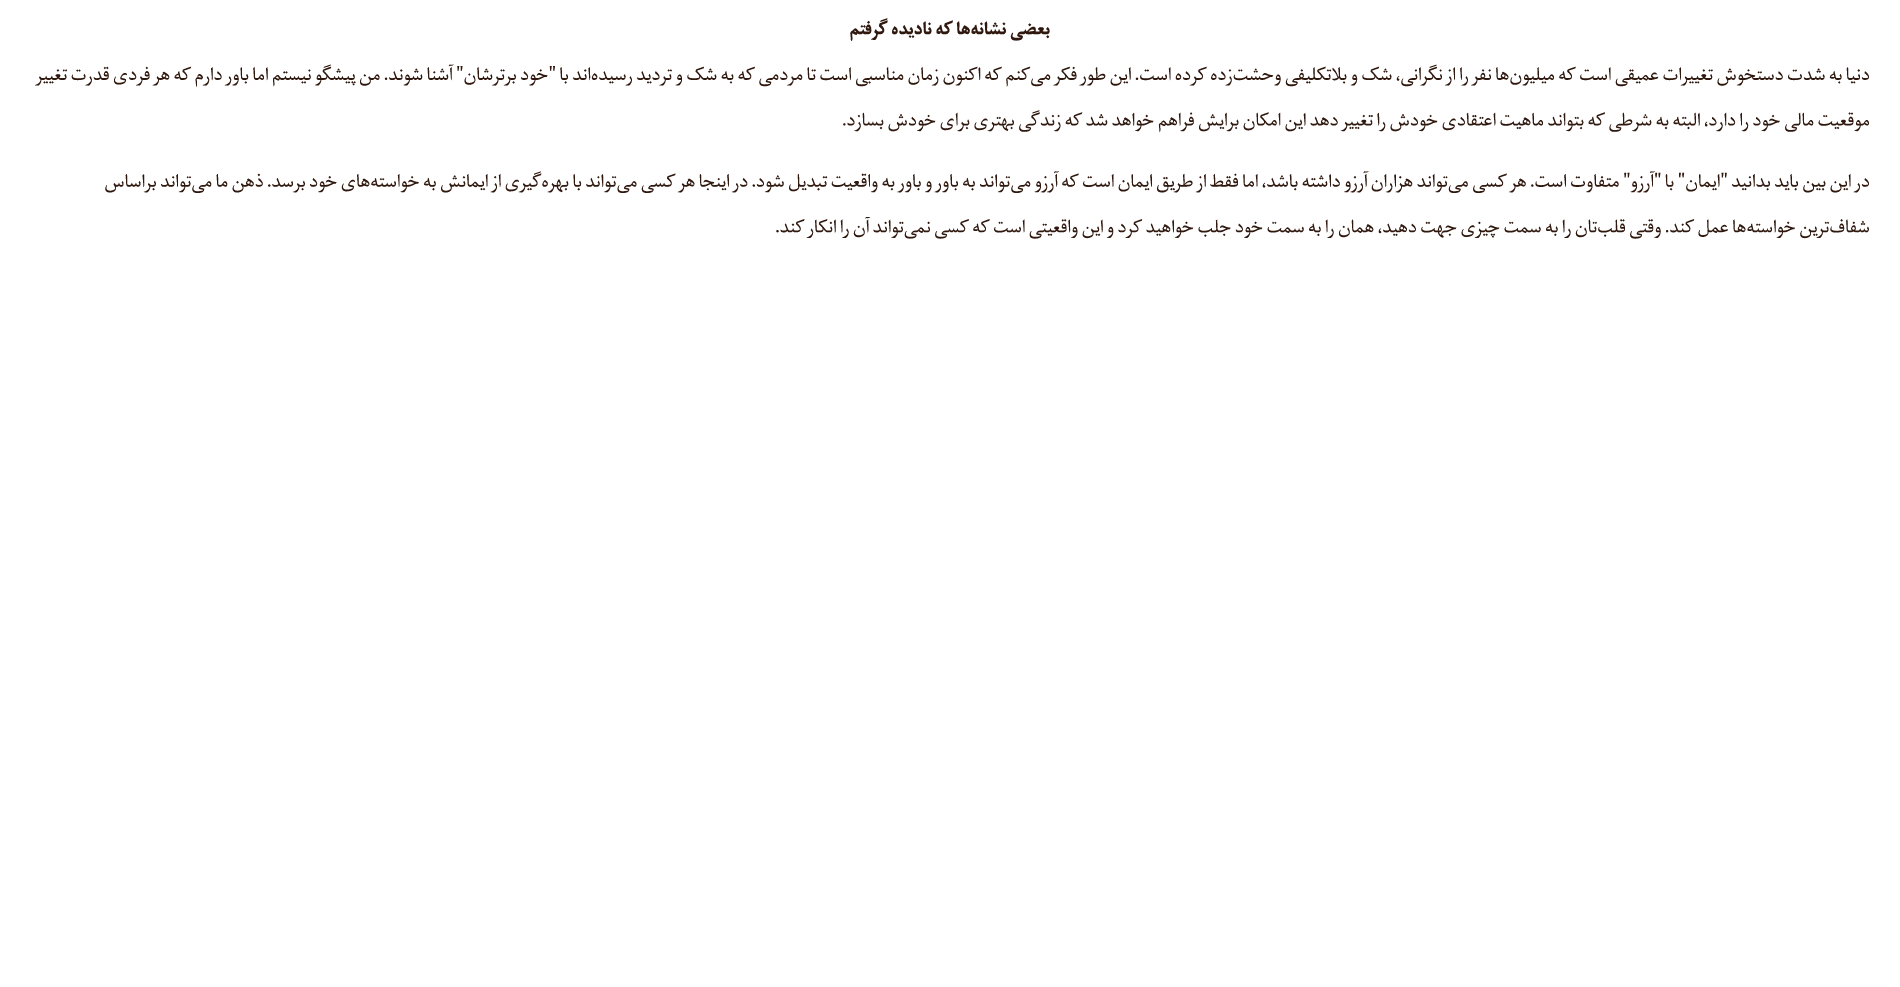 بعضی نشانه‌ها که نادیده گرفتم
دنیا به شدت دستخوش تغییرات عمیقی است که میلیون‌ها نفر را از نگرانی، شک و بلاتکلیفی وحشت‌زده کرده است. این طور فکر می‌کنم که اکنون زمان مناسبی است تا مردمی که به شک و تردید رسیده‌اند با "خود برترشان" آشنا شوند. من پیشگو نیستم اما باور دارم که هر فردی قدرت تغییر
موقعیت مالی خود را دارد، البته به شرطی که بتواند ماهیت اعتقادی خودش را تغییر دهد این امکان برایش فراهم خواهد شد که زندگی بهتری برای خودش بسازد.
در این بین باید بدانید "ایمان" با "آرزو" متفاوت است. هر کسی می‌تواند هزاران آرزو داشته باشد، اما فقط از طریق ایمان است که آرزو می‌تواند به باور و باور به واقعیت تبدیل شود. در اینجا هر کسی می‌تواند با بهره‌گیری از ایمانش به خواسته‌های خود برسد. ذهن ما می‌تواند براساس
شفاف‌ترین خواسته‌ها عمل کند. وقتی قلب‌تان را به سمت چیزی جهت دهید، همان را به سمت خود جلب خواهید کرد و این واقعیتی است که کسی نمی‌تواند آن را انکار کند.